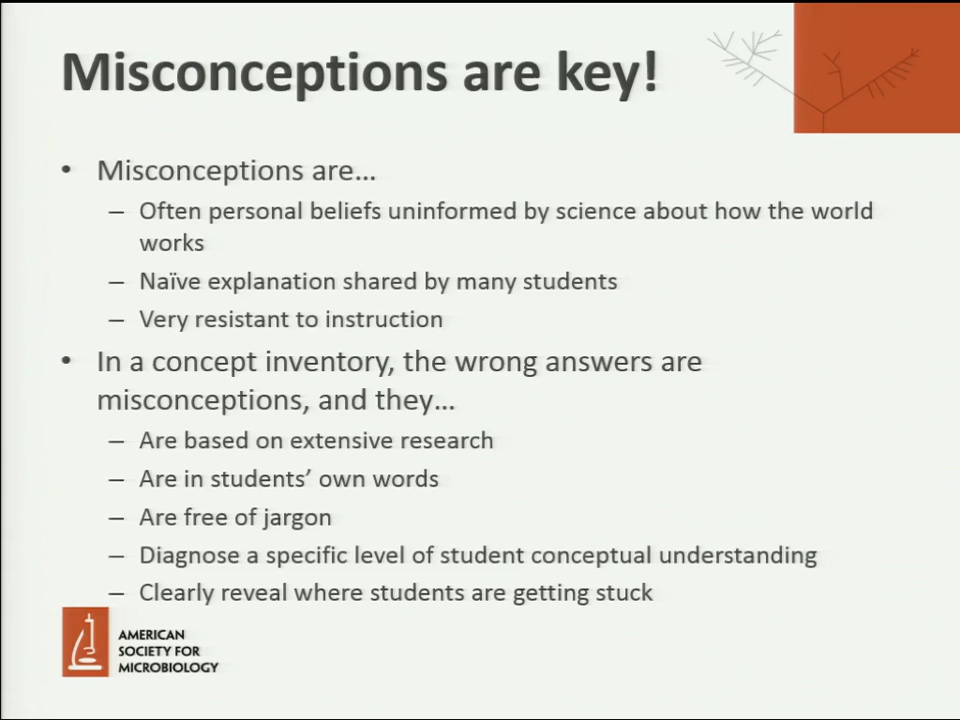 Misconceptions are key!
• Misconceptions are...
– Often personal beliefs uninformed by science about how the world
works
– Naïve explanation shared by many students
– Very resistant to instruction
• In a concept inventory, the wrong answers are
misconceptions, and they...
– Are based on extensive research
– Are in students’ own words
– Are free of jargon
– Diagnose a specific level of student conceptual understanding
– Clearly reveal where students are getting stuck
AMERICAN
SOCIETY FOR
MICROBIOLOGY